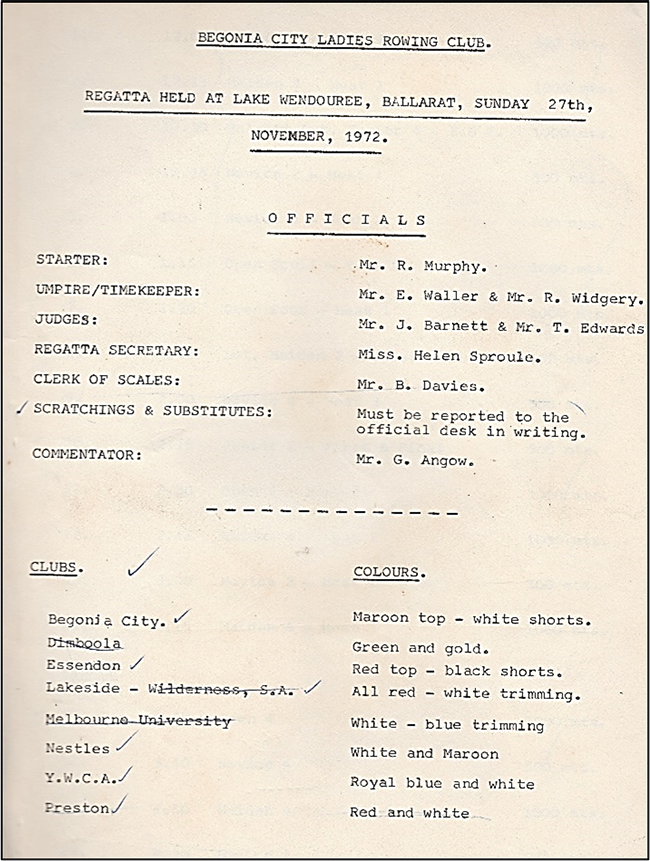 BEGONIA CITY LADIES ROWING CLUB.
REGATTA HELD AT LAKE WENDOUREE, BALLARAT, SUNDAY 27th,
NOVEMBER, 1972.
O F F I C I A L S
STARTER: Mr. R. Murphy.
UMPIRE/TIMEKEEPER: Mr. E. Waller & Mr. R. Widgery.
JUDGES: Mr. J. Barnett & Mr. T. Edwards
REGATTA SECRETARY: Miss. Helen Sproule.
CLERK OF SCALES: Mr. B. Davies.
SCRATCHINGS & SUBSTITUTES: Must be reported to the
official desk in writing.
COMMENTATOR: Mr. G. Angow.
CLUBS. COLOURS.
Begonia City. Maroon top - white shorts.
Dimboola Green and gold.
Essendon Red top - black shorts.
Lakeside - Wilderness, S.A. All red - white trimming.
Melbourne University White - blue trimming
Nestles White and Maroon
Y.W.C.A. Royal blue and white
Preston Red and white